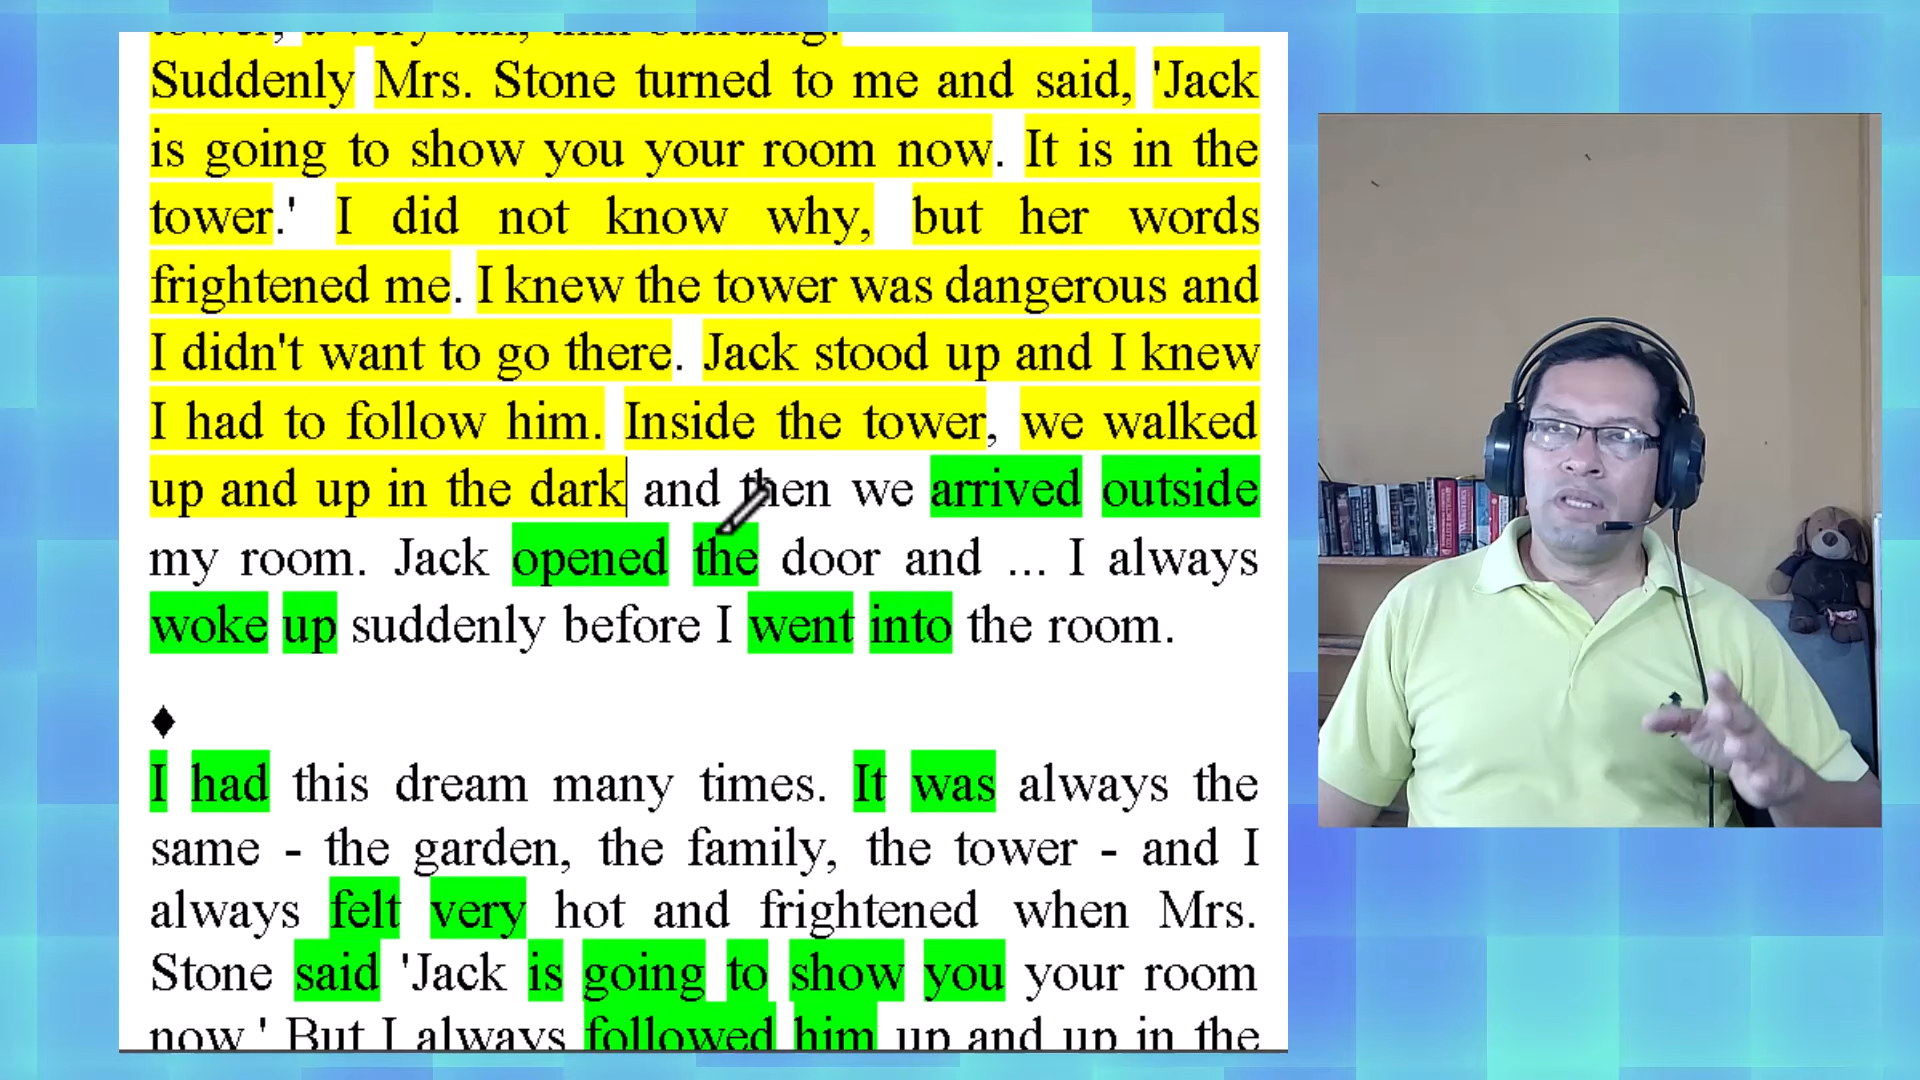 tower, a very tall, thin building.
Suddenly Mrs. Stone turned to me and said, 'Jack
is going to show you your room now. It is in the
tower.' I did not know why, but her words
frightened me. I knew the tower was dangerous and
I didn't want to go there. Jack stood up and I knew
I had to follow him. Inside the tower, we walked
up and up in the dark and then we arrived outside
my room. Jack opened the door and ... I always
woke up suddenly before I went into the room.
♦
I had this dream many times. It was always the
same - the garden, the family, the tower - and I
always felt very hot and frightened when Mrs.
Stone said 'Jack is going to show you your room
now.' But I always followed him up and up in the